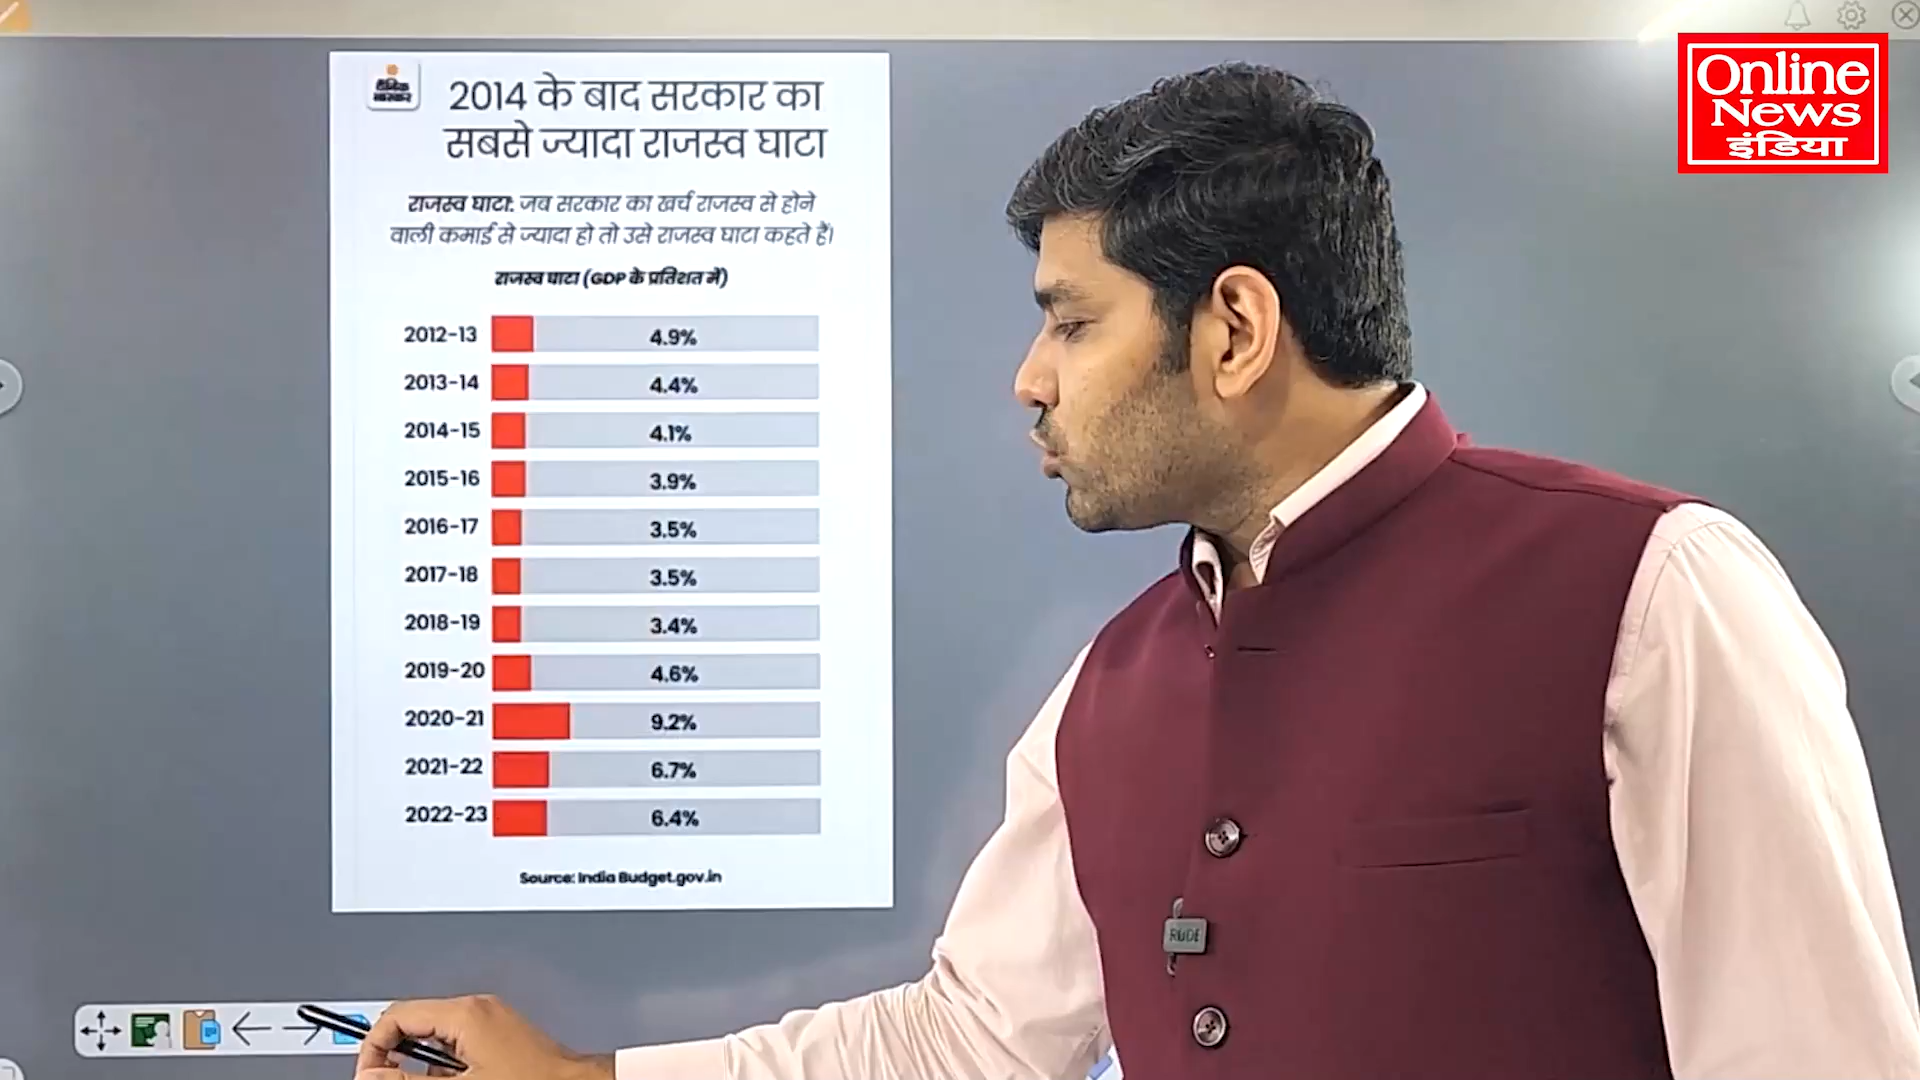 Online
News
इंडिया
दैनिक
भास्कर
2014 के बाद सरकार का
सबसे ज्यादा राजस्व घाटा
राजस्व घाटा: जब सरकार का खर्च राजस्व से होने
वाली कमाई से ज्यादा हो तो उसे राजस्व घाटा कहते हैं।
राजस्व घाटा (GDP के प्रतिशत में)
2012-13 4.9%
2013-14 4.4%
2014-15 4.1%
2015-16 3.9%
2016-17 3.5%
2017-18 3.5%
2018-19 3.4%
2019-20 4.6%
2020-21 9.2%
2021-22 6.7%
2022-23 6.4%
Source: India Budget.gov.in
RODE